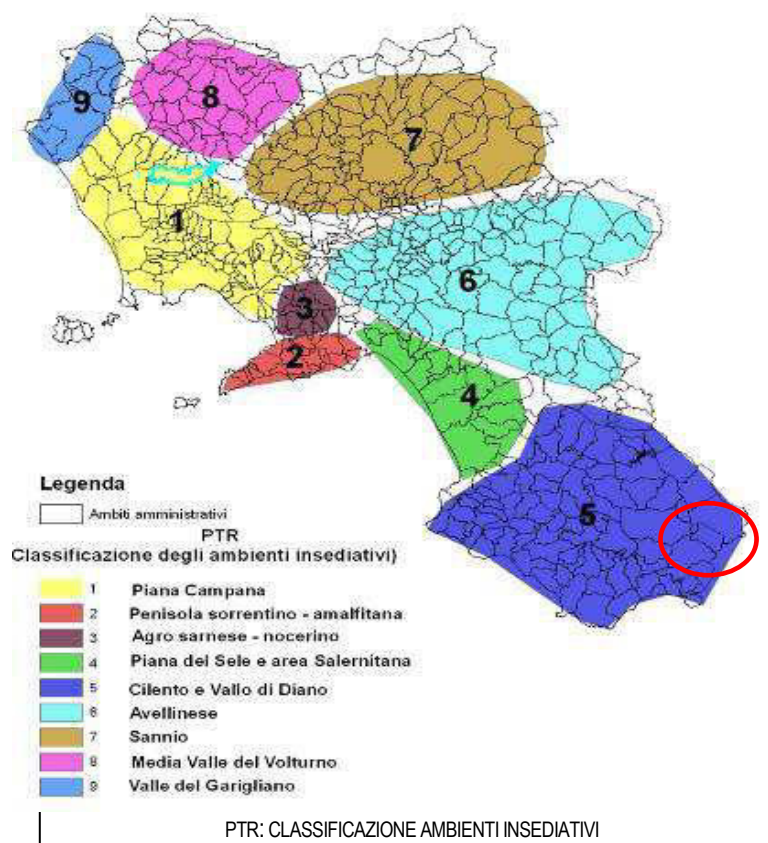 9
8
7
1
6
3
2
4
5
Legenda
Ambiti amministrativi
PTR
Classificazione degli ambienti insediativi)
1 Piana Campana
2 Penisola sorrentino - amalfitana
3 Agro sarnese - nocerino
4 Piana del Sele e area Salernitana
5 Cilento e Vallo di Diano
6 Avellinese
7 Sannio
8 Media Valle del Volturno
9 Valle del Garigliano
PTR: CLASSIFICAZIONE AMBIENTI INSEDIATIVI